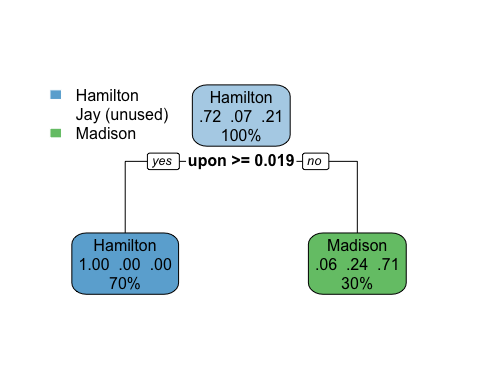 Hamilton
Jay (unused)
Madison
Hamilton
.72 .07 .21
100%
yes upon >= 0.019 no
Hamilton
1.00 .00 .00
70%
Madison
.06 .24 .71
30%